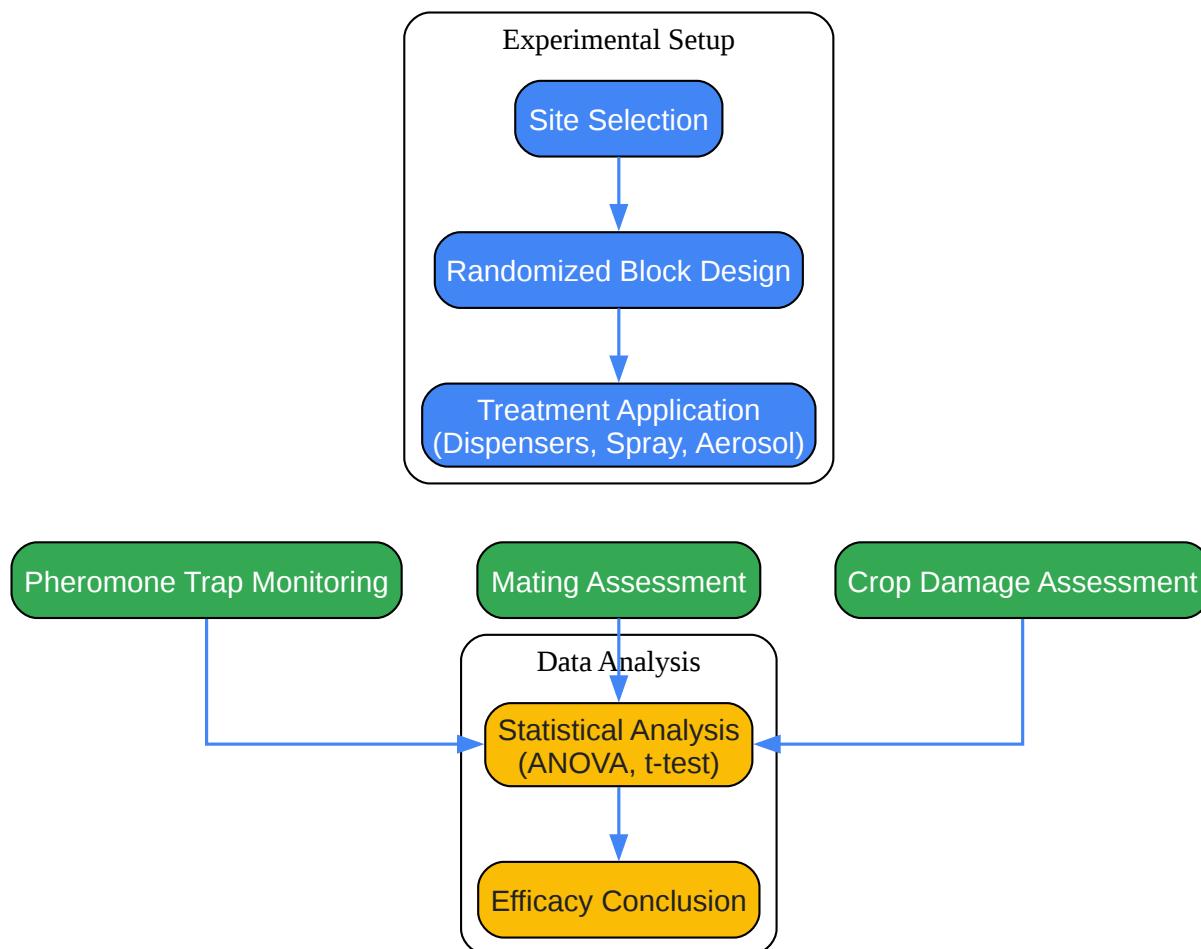 Experimental Setup
Site Selection
Randomized Block Design
Treatment Application
(Dispensers, Spray, Aerosol)
Pheromone Trap Monitoring
Mating Assessment
Crop Damage Assessment
Data Analysis
Statistical Analysis
(ANOVA, t-test)
Efficacy Conclusion